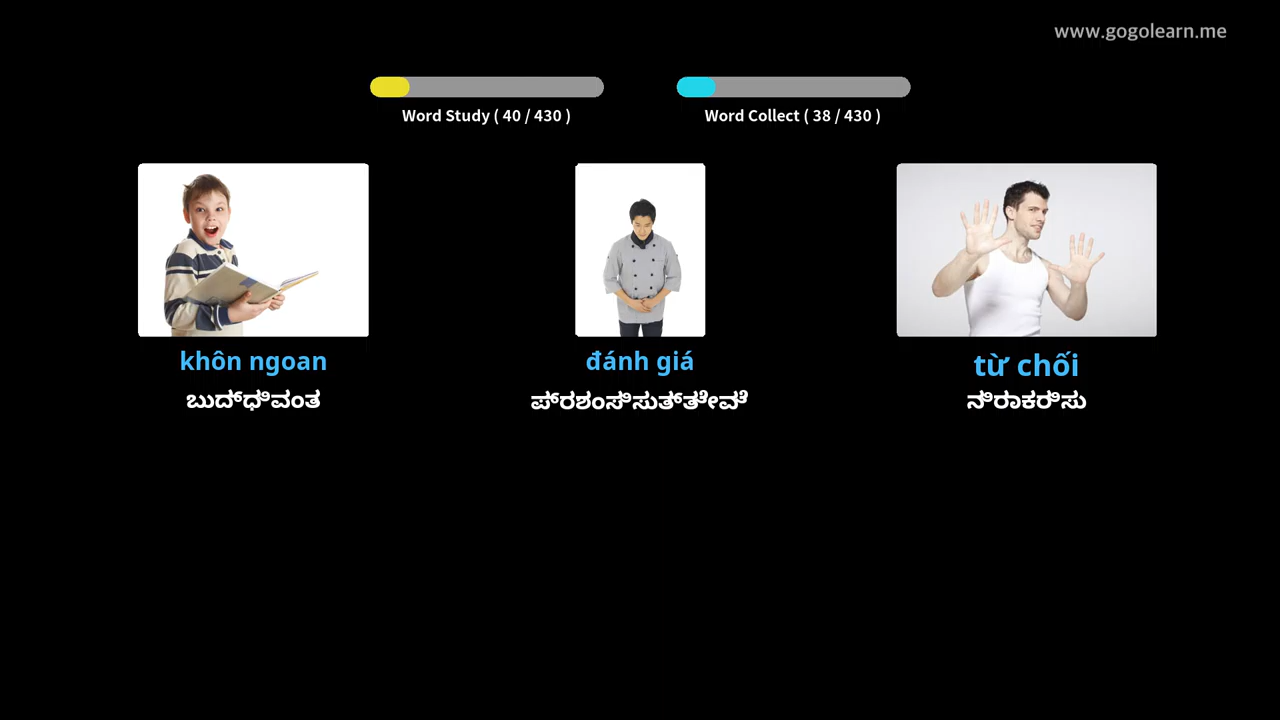 www.gogolearn.me
Word Study ( 40 / 430 )
Word Collect ( 38 / 430 )
khôn ngoan
đánh giá
từ chối
ಬುದ್ಧಿವಂತ
ಪ್ರಶಂಸಿಸುತ್ತೇವೆ
ನಿರಾಕರಿಸು